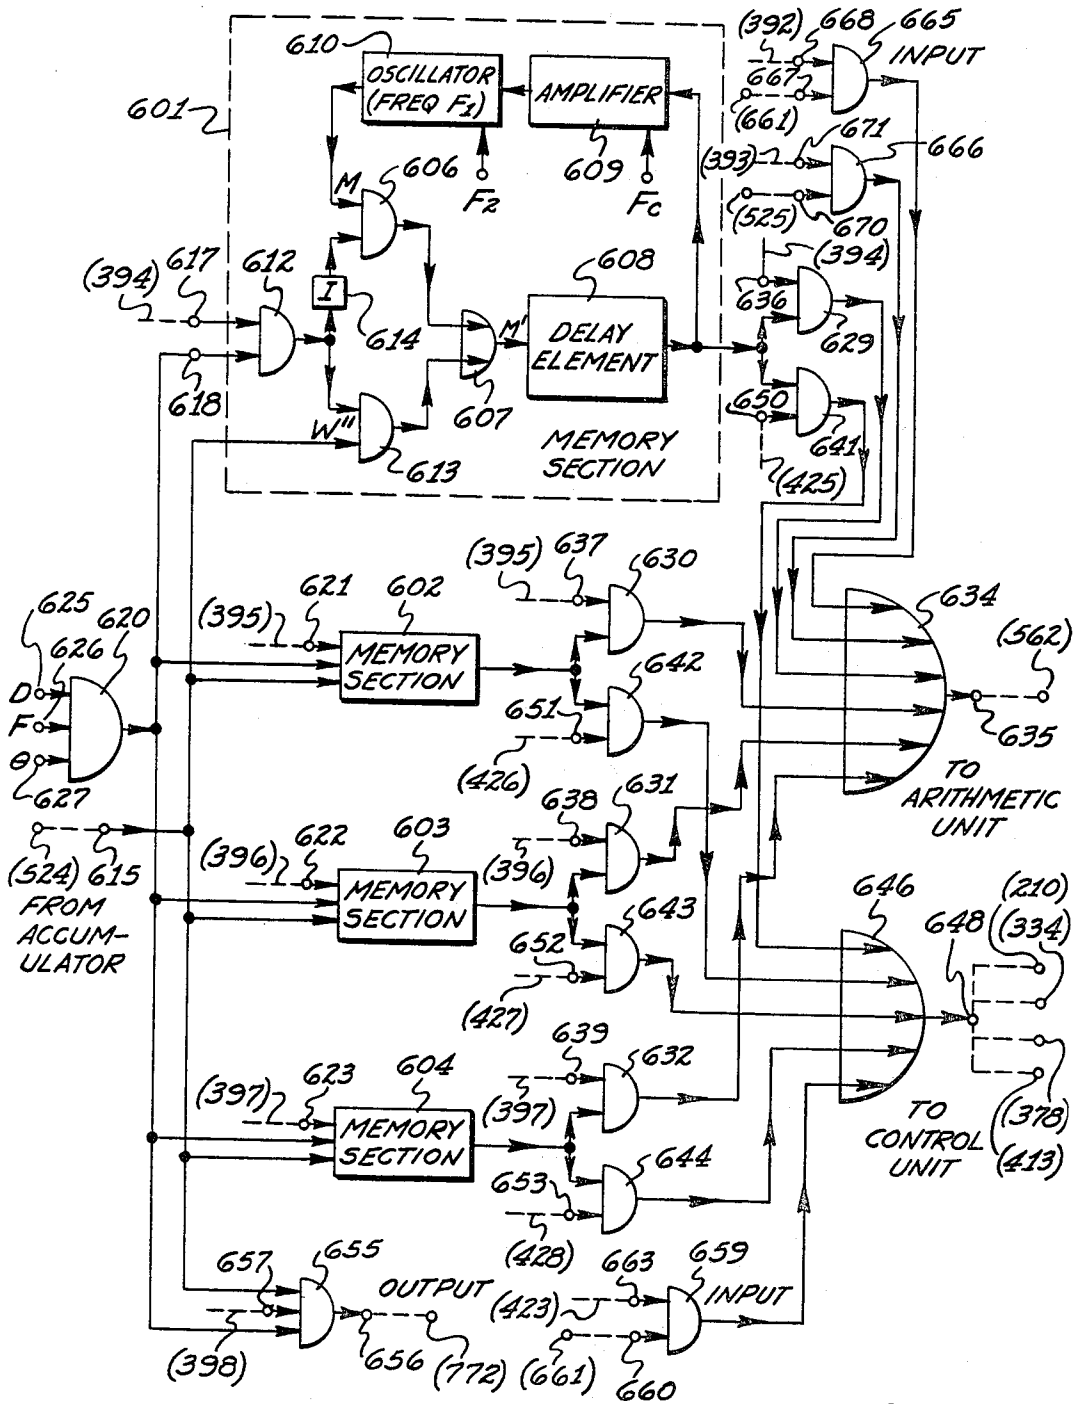 610
OSCILLATOR
(FREQ F1)
AMPLIFIER
601
606
M
F2
609
Fc
(392)
668
665
INPUT
667
(661)
(393)
671
666
(525)
670
(394)
617
612
I
614
618
W"
613
607
M'
608
DELAY
ELEMENT
MEMORY
SECTION
(394)
636
629
650
641
(425)
625
620
626
D
F
Θ
627
(524)
615
FROM
ACCUM-
ULATOR
(395)
621
602
MEMORY
SECTION
(395)
637
630
642
651
(426)
634
(562)
635
TO
ARITHMETIC
UNIT
(396)
622
603
MEMORY
SECTION
638
631
(396)
643
652
(427)
646
648
(210)
(334)
(378)
(413)
TO
CONTROL
UNIT
(397)
623
604
MEMORY
SECTION
639
632
(397)
644
653
(428)
657
655
OUTPUT
(398)
656
(772)
663
659
INPUT
(423)
(661)
660